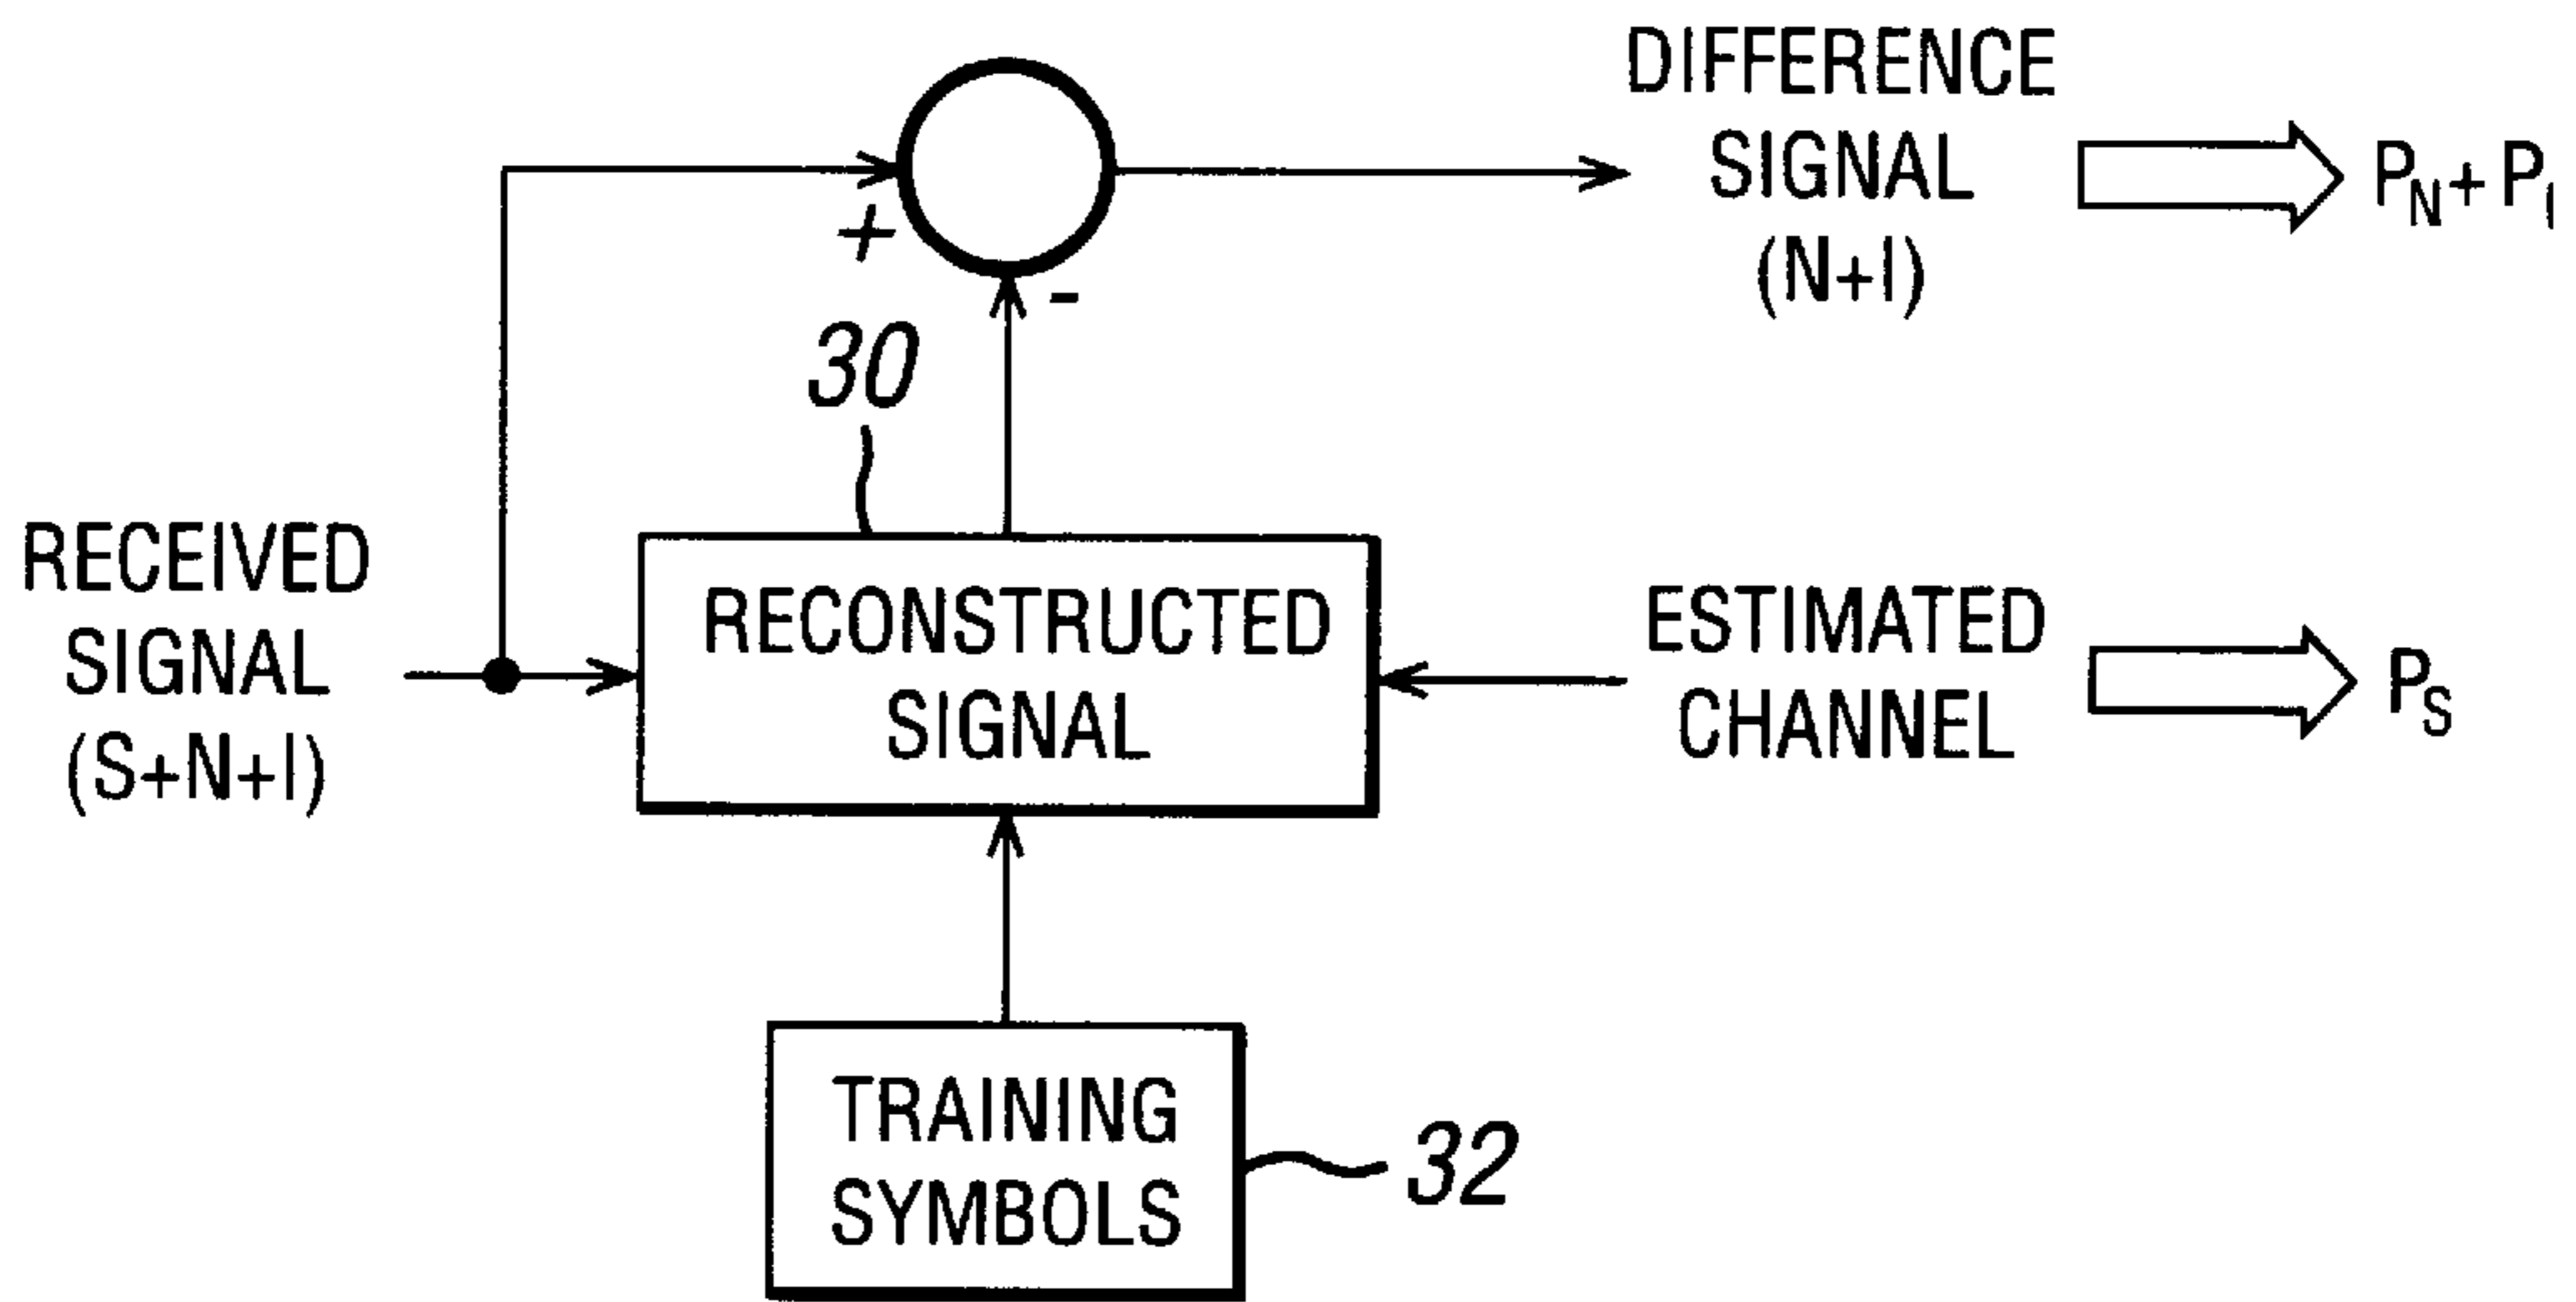 DIFFERENCE
SIGNAL
(N+I)
P_N + P_I
+
-
30
RECEIVED
SIGNAL
(S+N+I)
RECONSTRUCTED
SIGNAL
ESTIMATED
CHANNEL
P_S
TRAINING
SYMBOLS
32